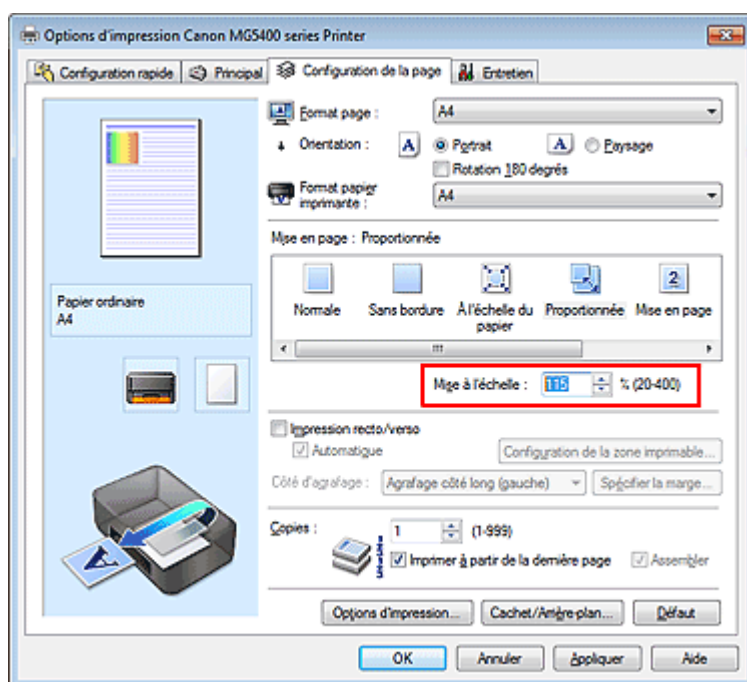 Options d'impression Canon MG5400 series Printer
Configuration rapide Principal Configuration de la page Entretien
Format page : A4
Orientation : A Portrait A Paysage
Rotation 180 degrés
Format papier imprimante : A4
Mise en page : Proportionnée
2
Normale Sans bordure À l'échelle du papier Proportionnée Mise en page
Papier ordinaire
A4
Mise à l'échelle : 115 % (20-400)
Impression recto/verso
Automatique Configuration de la zone imprimable...
Côté d'agrafage : Agrafage côté long (gauche) Spécifier la marge...
Copies : 1 (1-999)
Imprimer à partir de la dernière page Assembler
A
Options d'impression... Cachet/Arrière-plan... Défaut
OK Annuler Appliquer Aide